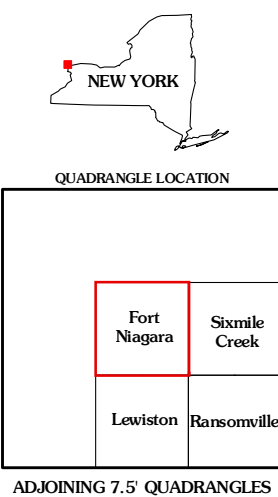 NEW YORK
QUADRANGLE LOCATION
Fort
Niagara
Sixmile
Creek
Lewiston
Ransomville
ADJOINING 7.5' QUADRANGLES